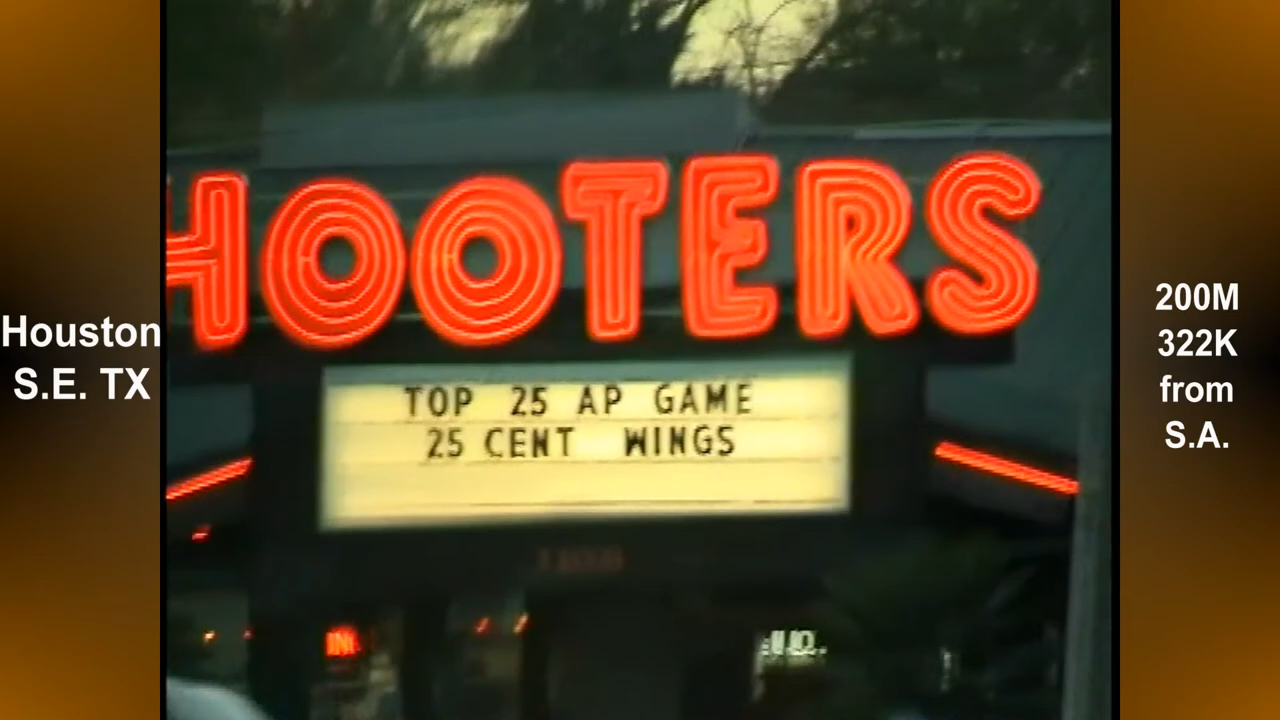 HOOTERS
TOP 25 AP GAME
25 CENT WINGS
Houston
S.E. TX
200M
322K
from
S.A.